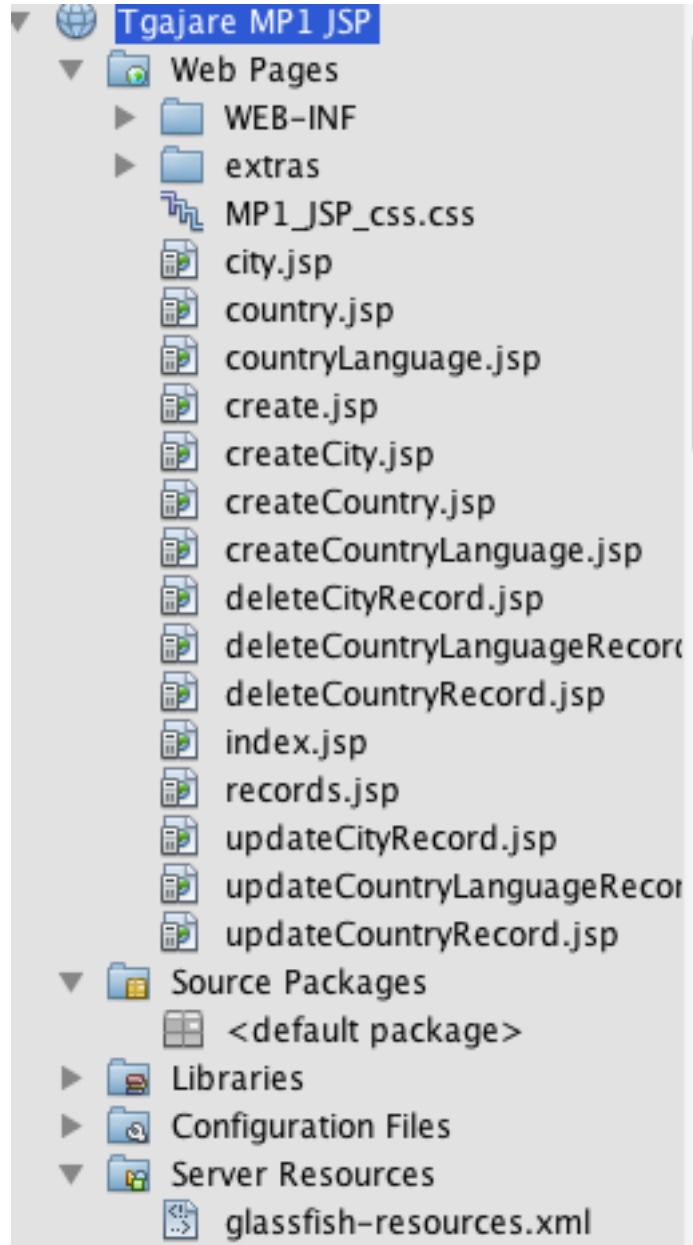 Tgajare MP1 JSP
Web Pages
WEB-INF
extras
MP1_JSP_css.css
city.jsp
country.jsp
countryLanguage.jsp
create.jsp
createCity.jsp
createCountry.jsp
createCountryLanguage.jsp
deleteCityRecord.jsp
deleteCountryLanguageRecord
deleteCountryRecord.jsp
index.jsp
records.jsp
updateCityRecord.jsp
updateCountryLanguageRecor
updateCountryRecord.jsp
Source Packages
<default package>
Libraries
Configuration Files
Server Resources
glassfish-resources.xml